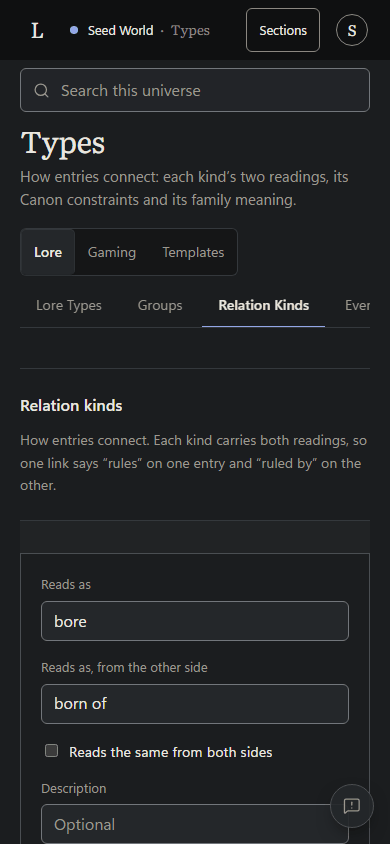 L
Seed World · Types
Sections
S
Search this universe
Types
How entries connect: each kind's two readings, its
Canon constraints and its family meaning.
Lore Gaming Templates
Lore Types Groups Relation Kinds Ever
Relation kinds
How entries connect. Each kind carries both readings, so
one link says “rules” on one entry and “ruled by” on the
other.
Reads as
bore
Reads as, from the other side
born of
Reads the same from both sides
Description
Optional